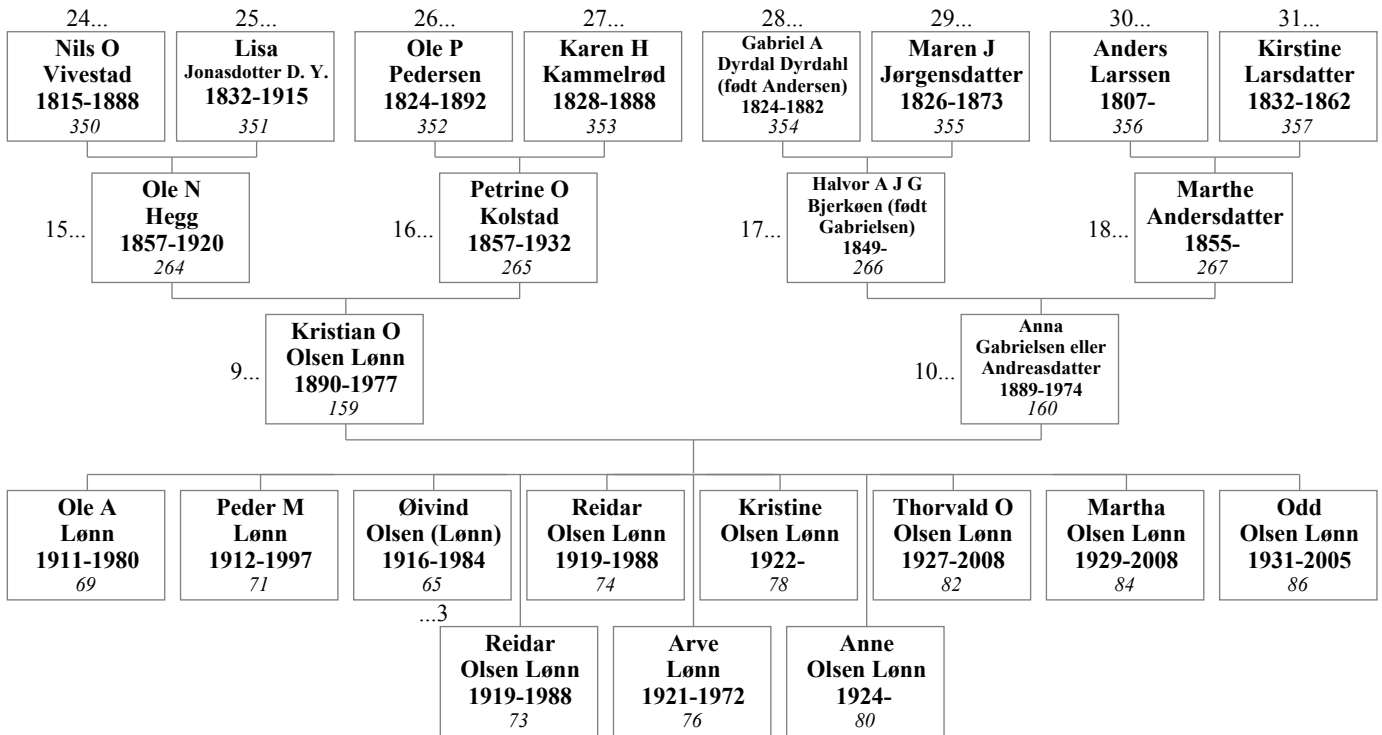 24...
25...
26...
27...
28...
29...
30...
31...
Nils O
Vivestad
1815-1888
350
Lisa
Jonasdotter D. Y.
1832-1915
351
Ole P
Pedersen
1824-1892
352
Karen H
Kammelrød
1828-1888
353
Gabriel A
Dyrdal Dyrdahl
(født Andersen)
1824-1882
354
Maren J
Jørgensdatter
1826-1873
355
Anders
Larssen
1807-
356
Kirstine
Larsdatter
1832-1862
357
15...
Ole N
Hegg
1857-1920
264
16...
Petrine O
Kolstad
1857-1932
265
17...
Halvor A J G
Bjerkøen (født
Gabrielsen)
1849-
266
18...
Marthe
Andersdatter
1855-
267
9...
Kristian O
Olsen Lønn
1890-1977
159
10...
Anna
Gabrielsen eller
Andreasdatter
1889-1974
160
Ole A
Lønn
1911-1980
69
Peder M
Lønn
1912-1997
71
Øivind
Olsen (Lønn)
1916-1984
65
...3
Reidar
Olsen Lønn
1919-1988
74
Kristine
Olsen Lønn
1922-
78
Thorvald O
Olsen Lønn
1927-2008
82
Martha
Olsen Lønn
1929-2008
84
Odd
Olsen Lønn
1931-2005
86
Reidar
Olsen Lønn
1919-1988
73
Arve
Lønn
1921-1972
76
Anne
Olsen Lønn
1924-
80